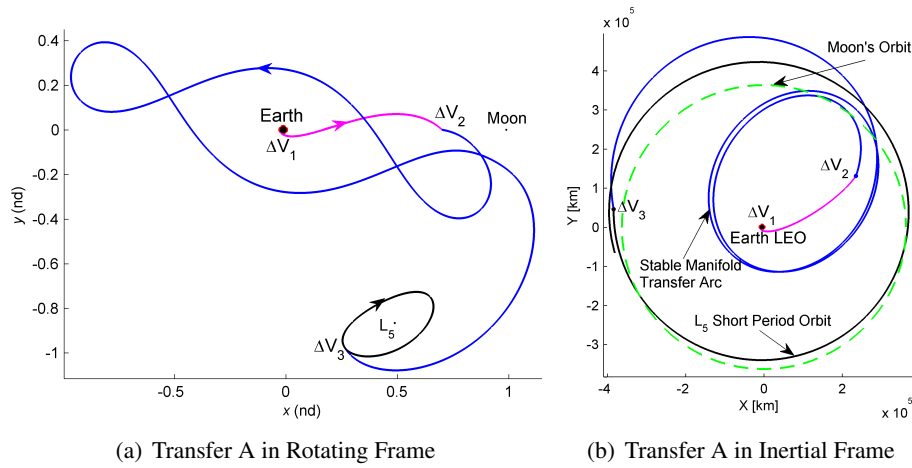 0.4
0.2
0
-0.2
-0.4
-0.6
-0.8
-1
y (nd)
Earth
ΔV1
ΔV2
Moon
L5
ΔV3
-0.5 0 0.5 1
x (nd)
(a) Transfer A in Rotating Frame
x 10^5
4
3
2
1
0
-1
-2
-3
Y [km]
Moon's Orbit
ΔV2
ΔV3
ΔV1
Earth LEO
Stable Manifold
Transfer Arc
L5 Short Period Orbit
-4 -2 0 2
X [km]
x 10^5
(b) Transfer A in Inertial Frame